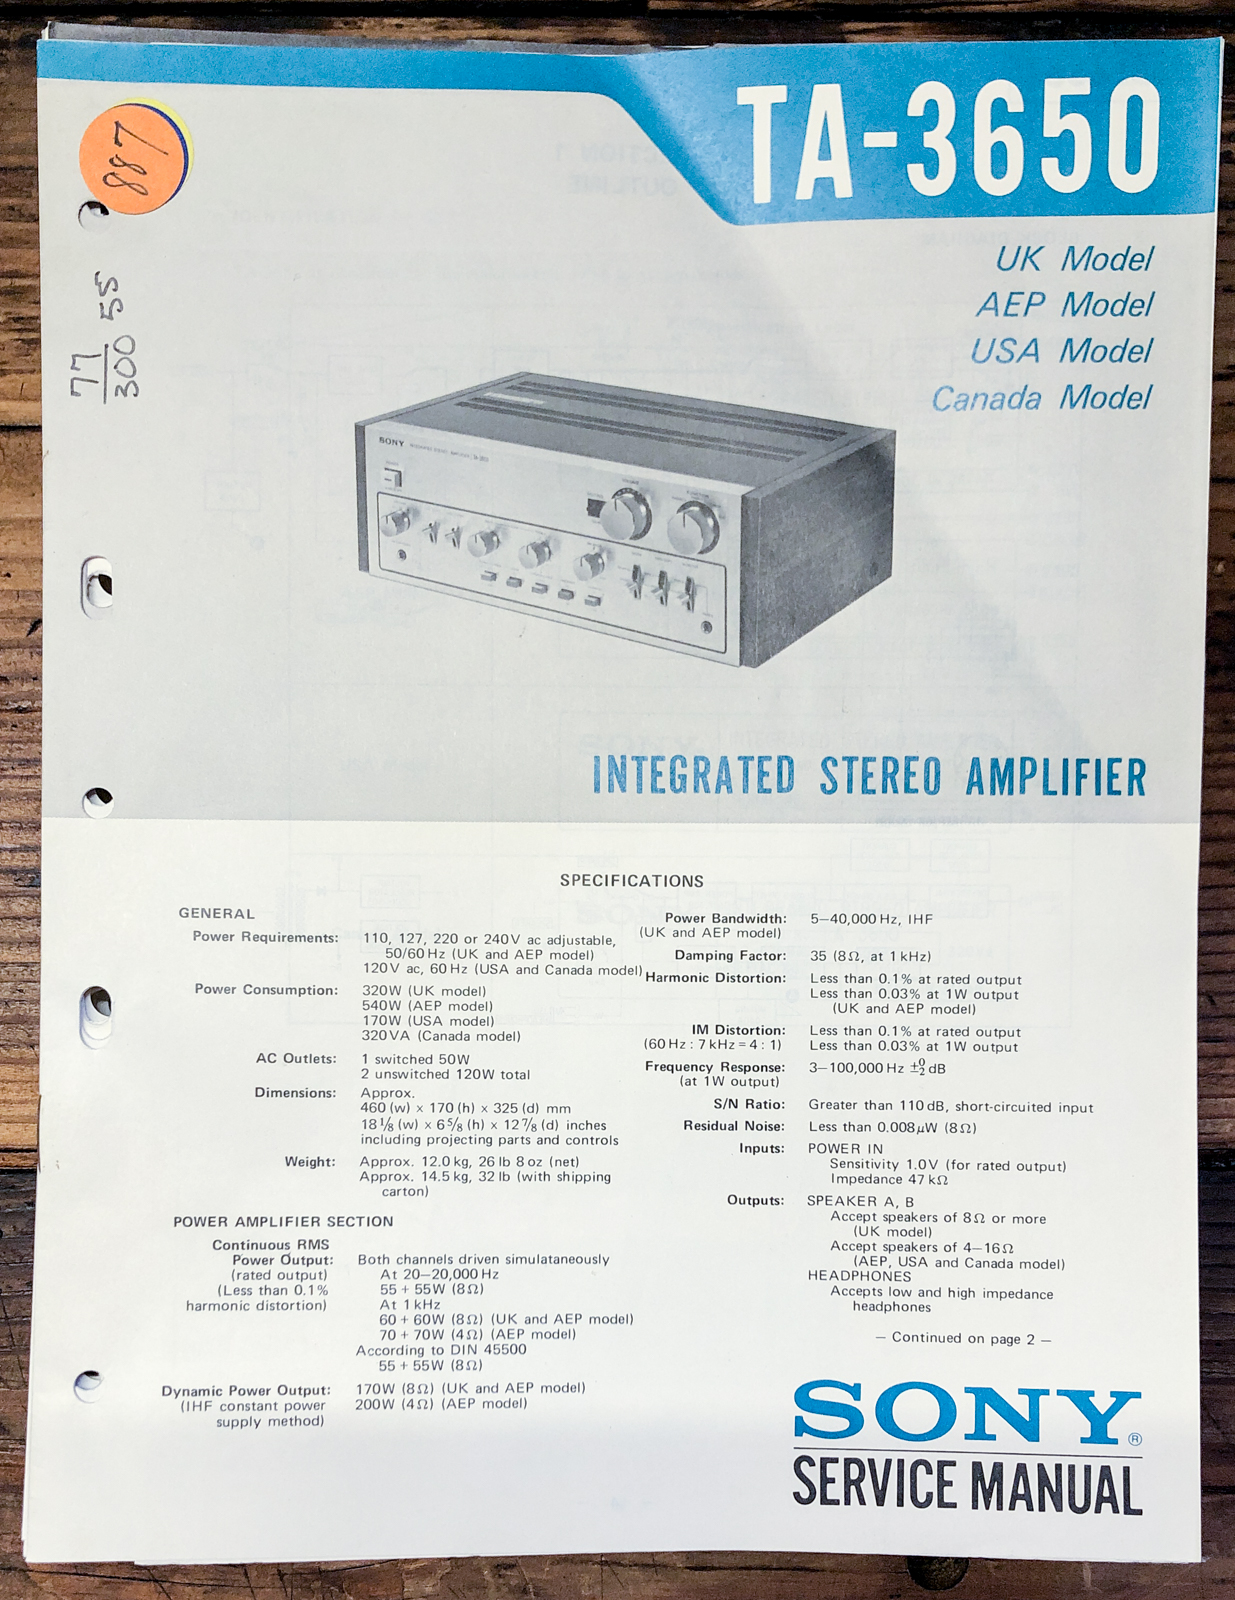 TA-3650
887
77
300 55
UK Model
AEP Model
USA Model
Canada Model
SONY
INTEGRATED STEREO AMPLIFIER
SPECIFICATIONS
GENERAL
Power Requirements: 110, 127, 220 or 240V ac adjustable,
50/60 Hz (UK and AEP model)
120V ac, 60 Hz (USA and Canada model)
Power Consumption: 320W (UK model)
540W (AEP model)
170W (USA model)
320VA (Canada model)
AC Outlets: 1 switched 50W
2 unswitched 120W total
Dimensions: Approx.
460 (w) x 170 (h) x 325 (d) mm
18 1/8 (w) x 6 5/8 (h) x 12 7/8 (d) inches
including projecting parts and controls
Weight: Approx. 12.0 kg, 26 lb 8 oz (net)
Approx. 14.5 kg, 32 lb (with shipping
carton)
POWER AMPLIFIER SECTION
Continuous RMS
Power Output: Both channels driven simulataneously
(rated output) At 20–20,000 Hz
(Less than 0.1% 55 + 55W (8Ω)
harmonic distortion) At 1 kHz
60 + 60W (8Ω) (UK and AEP model)
70 + 70W (4Ω) (AEP model)
According to DIN 45500
55 + 55W (8Ω)
Dynamic Power Output: 170W (8Ω) (UK and AEP model)
(IHF constant power 200W (4Ω) (AEP model)
supply method)
Power Bandwidth: 5–40,000 Hz, IHF
(UK and AEP model)
Damping Factor: 35 (8Ω, at 1 kHz)
Harmonic Distortion: Less than 0.1% at rated output
Less than 0.03% at 1W output
(UK and AEP model)
IM Distortion: Less than 0.1% at rated output
(60 Hz : 7 kHz = 4 : 1) Less than 0.03% at 1W output
Frequency Response: 3–100,000 Hz ±0/2 dB
(at 1W output)
S/N Ratio: Greater than 110 dB, short-circuited input
Residual Noise: Less than 0.008μW (8Ω)
Inputs: POWER IN
Sensitivity 1.0V (for rated output)
Impedance 47 kΩ
Outputs: SPEAKER A, B
Accept speakers of 8Ω or more
(UK model)
Accept speakers of 4–16Ω
(AEP, USA and Canada model)
HEADPHONES
Accepts low and high impedance
headphones
– Continued on page 2 –
SONY®
SERVICE MANUAL